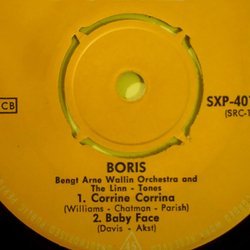 CB
SXP-40
(SRC-1
BORIS
Bengt Arne Wallin Orchestra and
The Linn - Tones
1. Corrine Corrina
(Williams - Chatman - Parish)
2. Baby Face
(Davis - Akst)